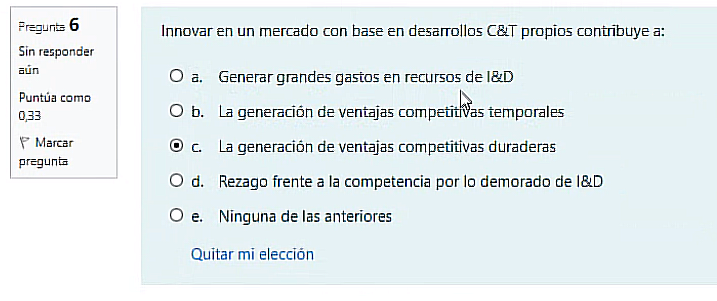 Pregunta 6
Sin responder
aún
Puntúa como
0,33
Marcar
pregunta
Innovar en un mercado con base en desarrollos C&T propios contribuye a:
a. Generar grandes gastos en recursos de I&D
b. La generación de ventajas competitivas temporales
c. La generación de ventajas competitivas duraderas
d. Rezago frente a la competencia por lo demorado de I&D
e. Ninguna de las anteriores
Quitar mi elección